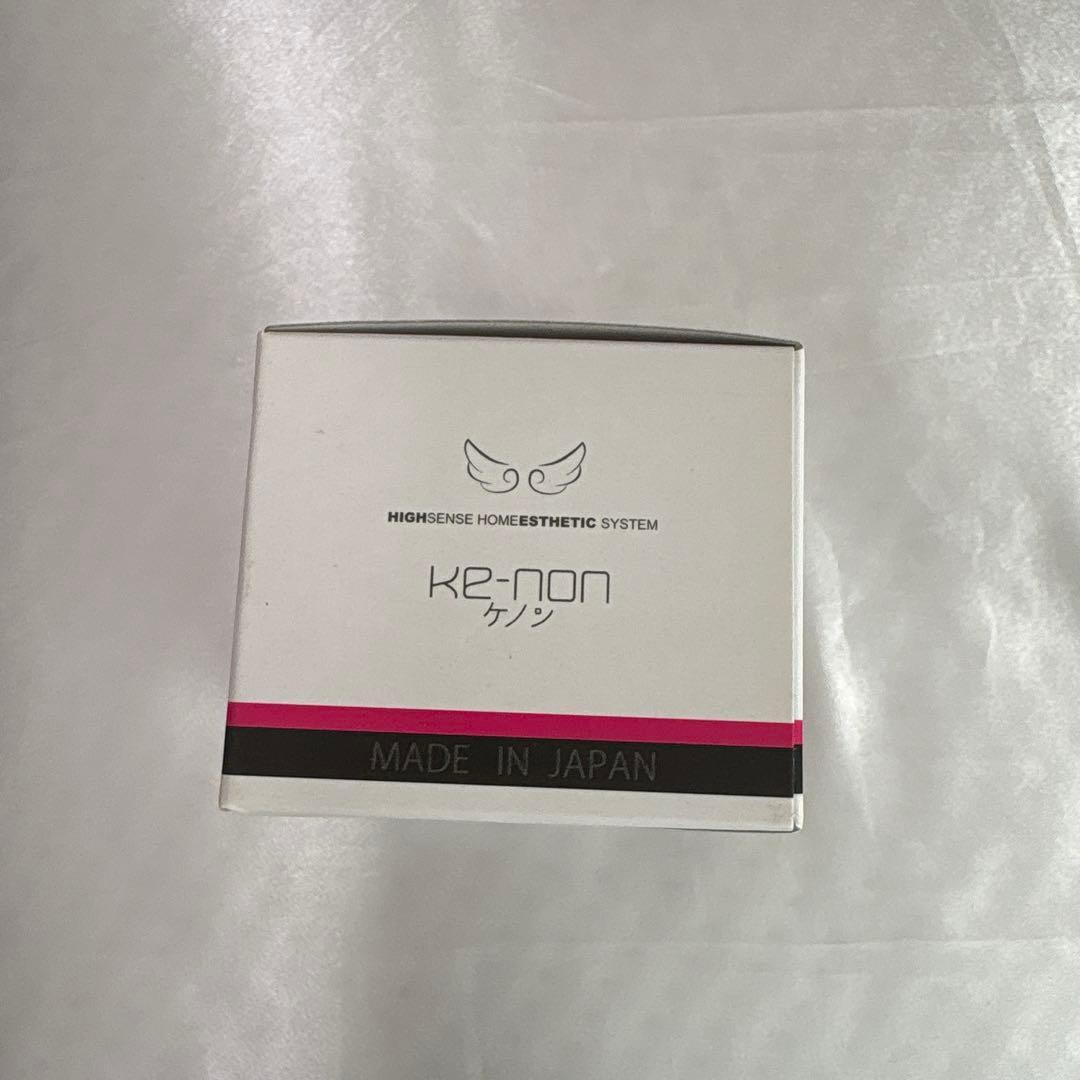 HIGHSENSE HOMEESTHETIC SYSTEM
ke-non
ケノン
MADE IN JAPAN